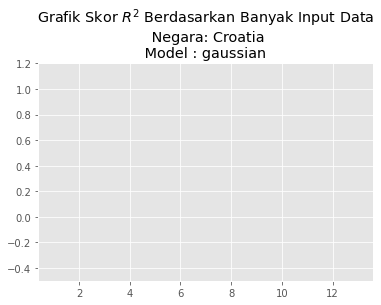 Grafik Skor R² Berdasarkan Banyak Input Data
Negara: Croatia
Model : gaussian
1.2
1.0
0.8
0.6
0.4
0.2
0.0
−0.2
−0.4
2 4 6 8 10 12